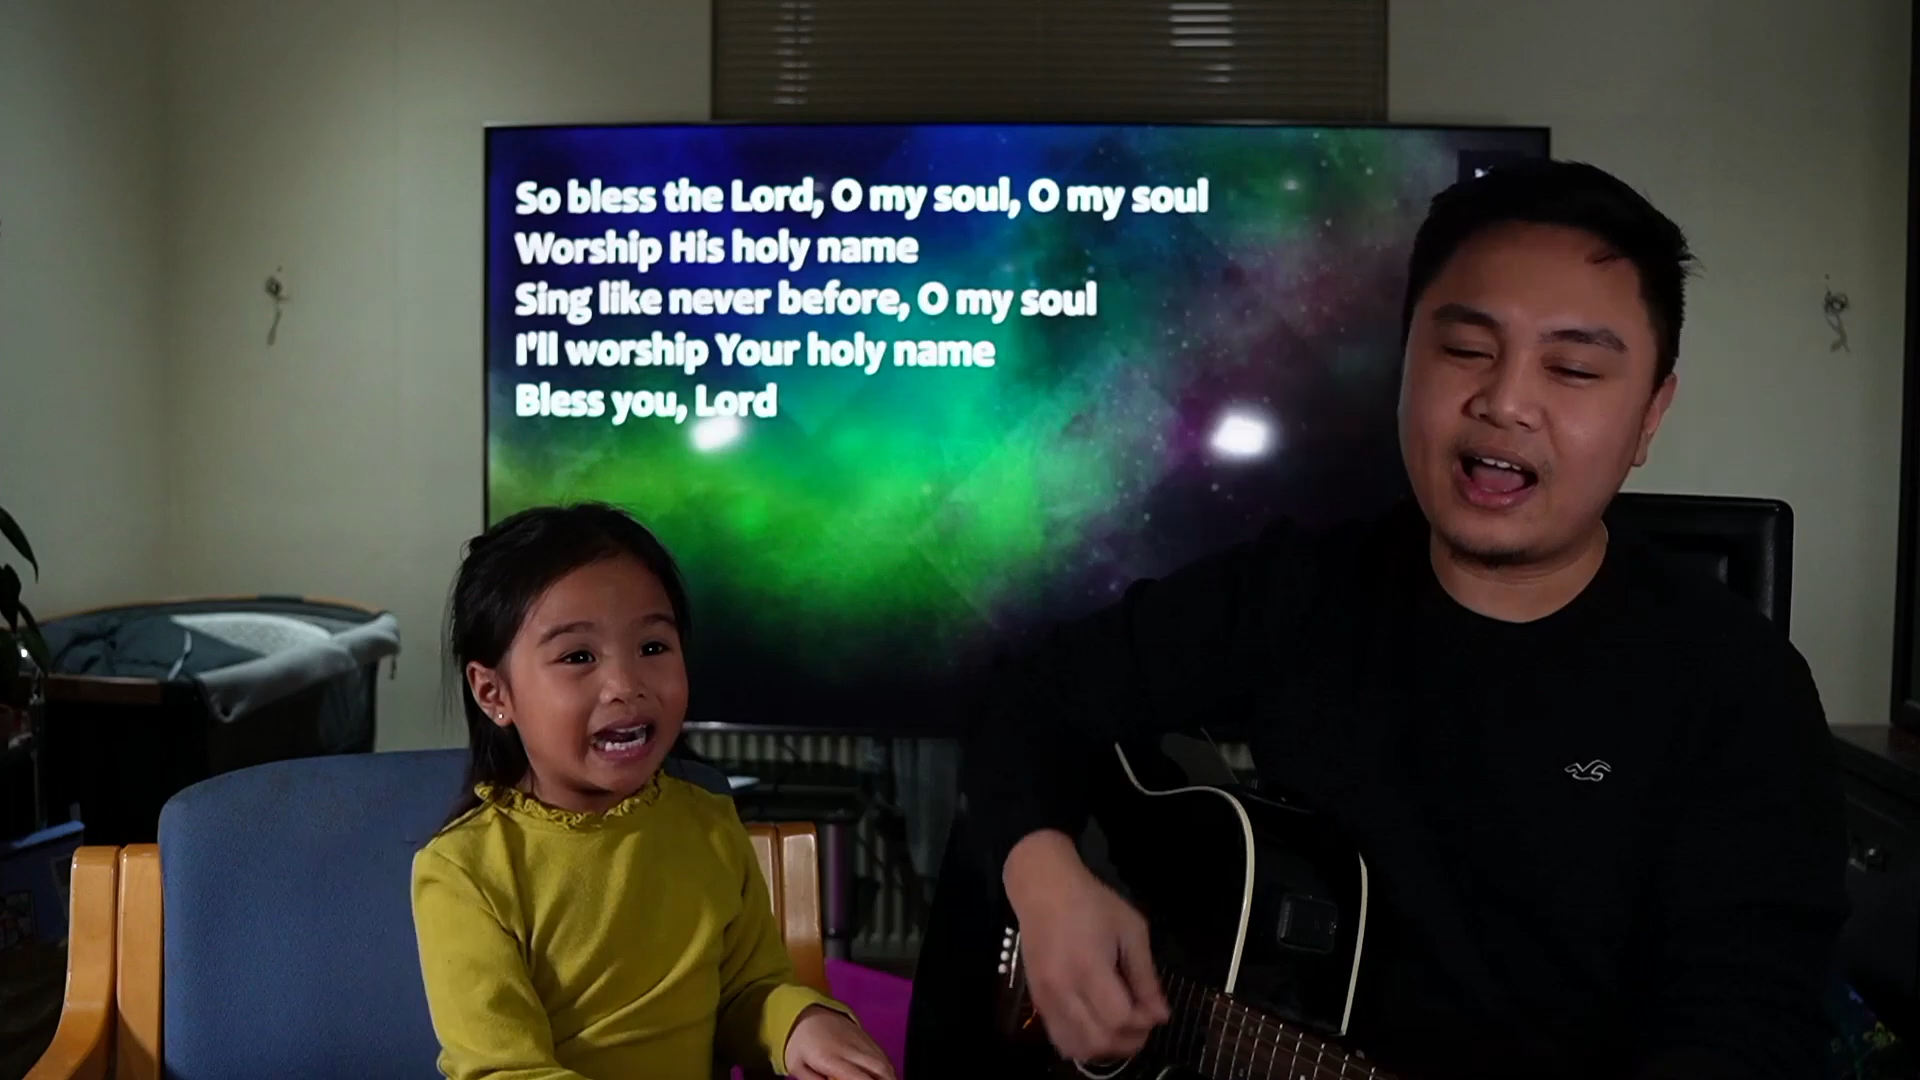 So bless the Lord, O my soul, O my soul
Worship His holy name
Sing like never before, O my soul
I'll worship Your holy name
Bless you, Lord